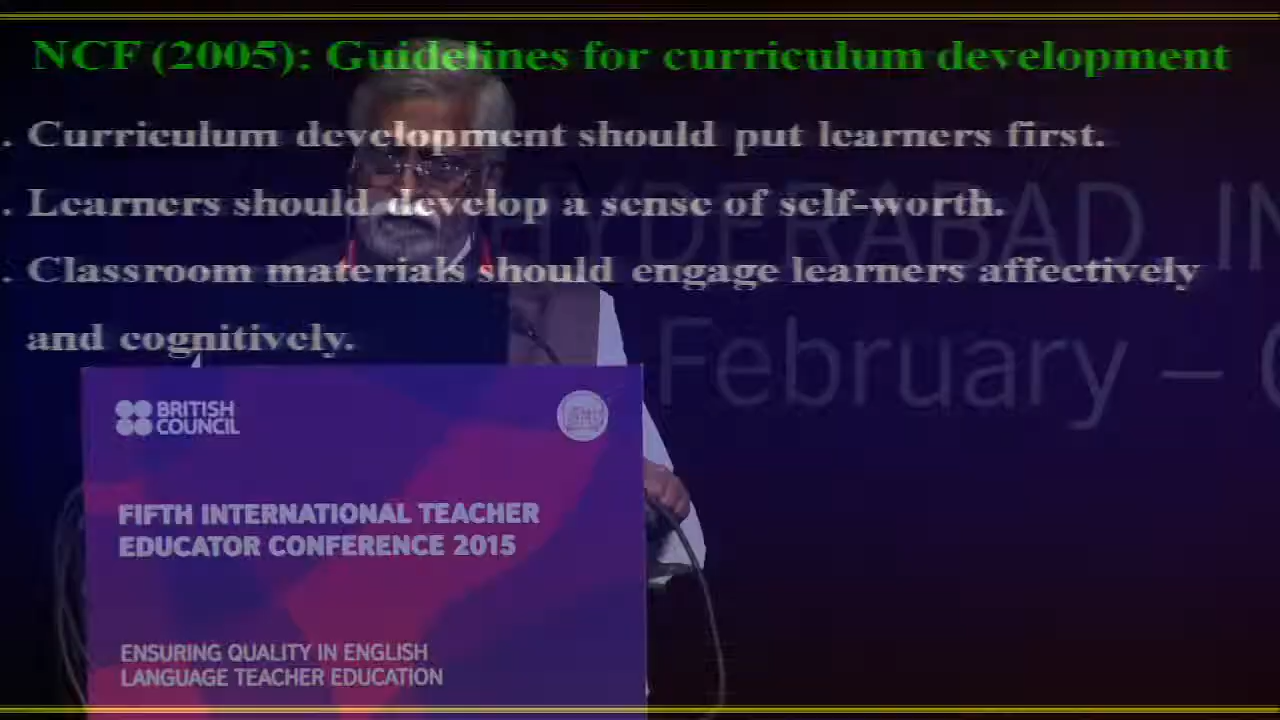 NCF (2005): Guidelines for curriculum development
. Curriculum development should put learners first.
. Learners should develop a sense of self-worth.
. Classroom materials should engage learners affectively
and cognitively.
HYDERABAD
February –
BRITISH
COUNCIL
FIFTH INTERNATIONAL TEACHER
EDUCATOR CONFERENCE 2015
ENSURING QUALITY IN ENGLISH
LANGUAGE TEACHER EDUCATION